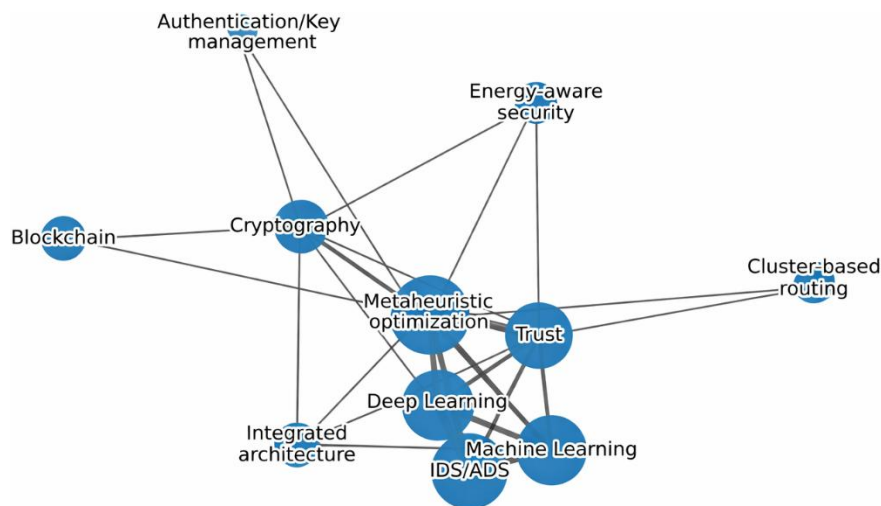 Authentication/Key
management
Energy-aware
security
Cryptography
Blockchain
Cluster-based
routing
Metaheuristic
optimization
Trust
Deep Learning
Integrated
architecture
Machine Learning
IDS/ADS